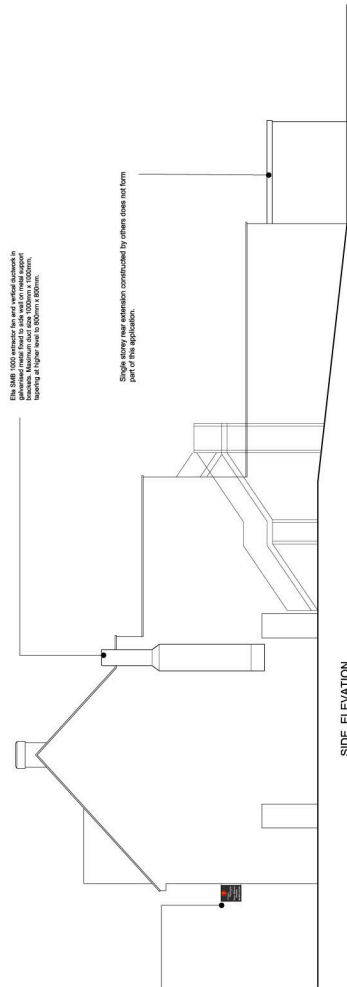 Elta SMB 1000 extractor fan and vertical ductwork in
galvanised metal fixed to side wall on metal support
brackets. Maximum duct size 1000mm x 1000mm,
tapering at higher level to 800mm x 800mm.
Single storey rear extension constructed by others does not form
part of this application.
SIDE ELEVATION